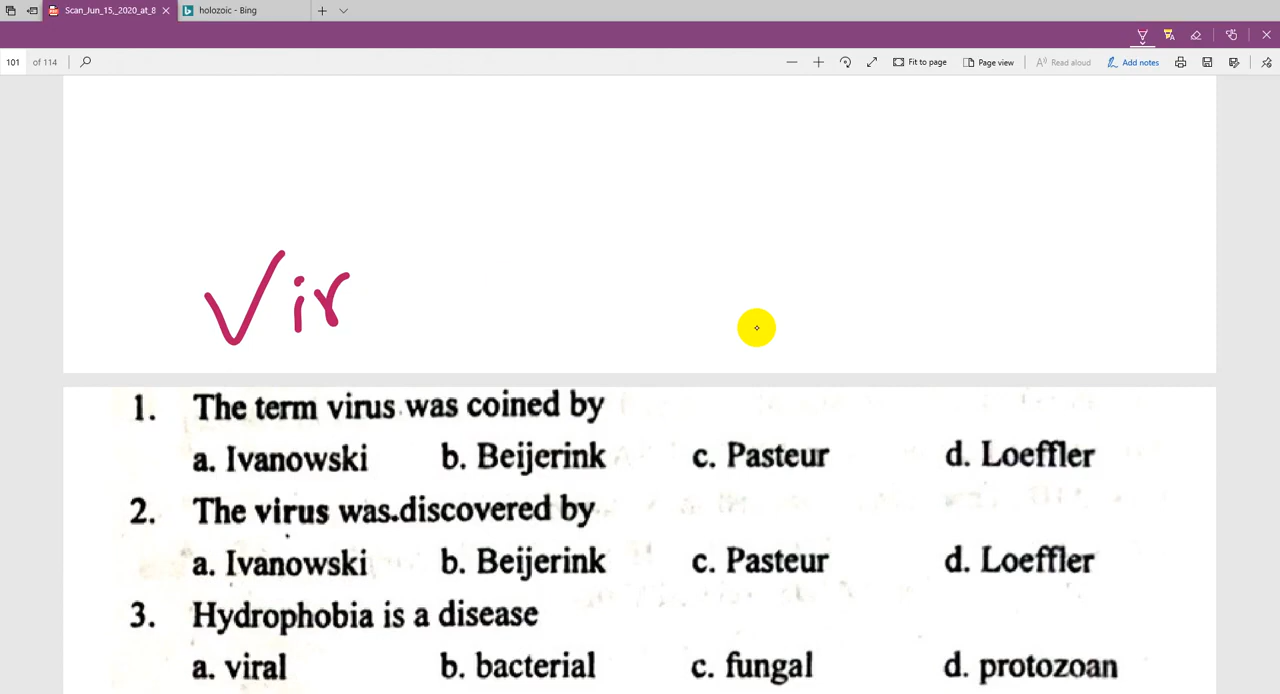 Scan_Jun_15,_2020_at_8
holozoic - Bing
101 of 114
Fit to page
Page view
Read aloud
Add notes
Vir
1. The term virus was coined by
a. Ivanowski b. Beijerink c. Pasteur d. Loeffler
2. The virus was discovered by
a. Ivanowski b. Beijerink c. Pasteur d. Loeffler
3. Hydrophobia is a disease
a. viral b. bacterial c. fungal d. protozoan